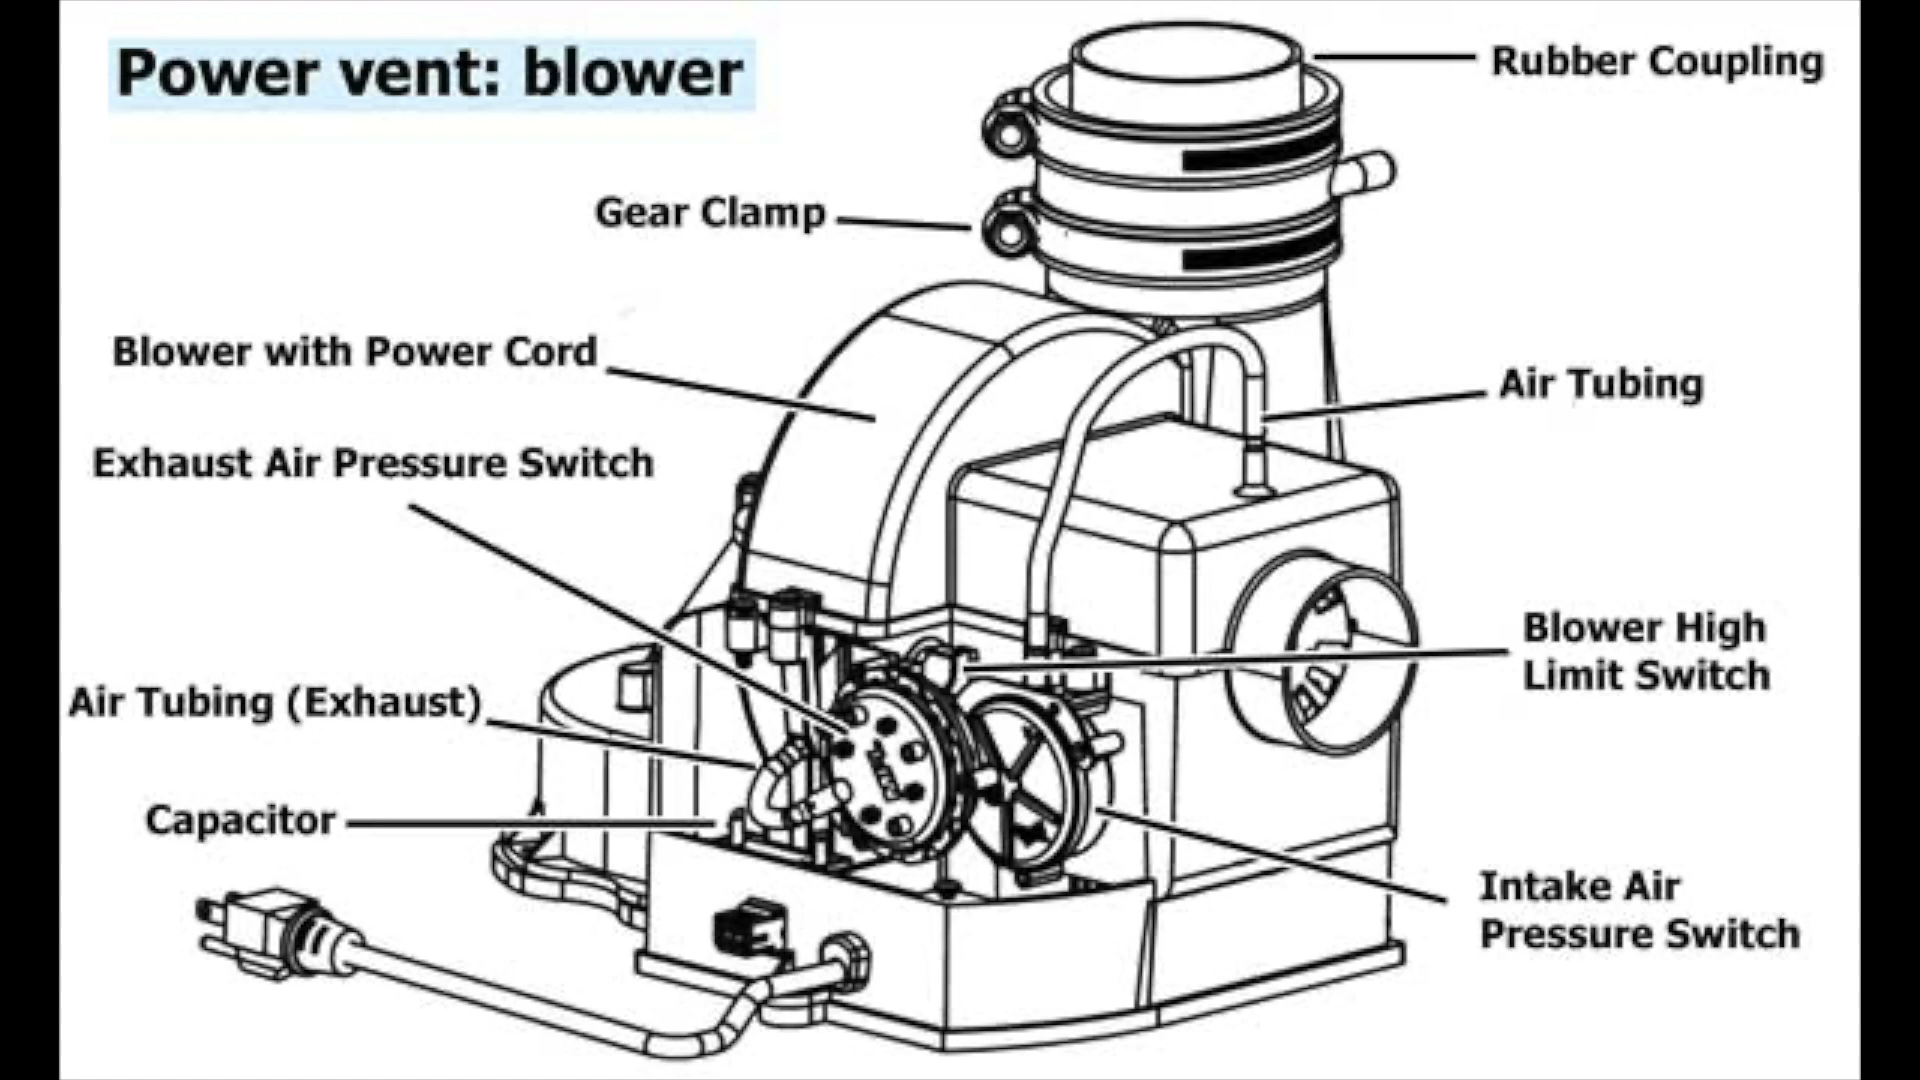 Power vent: blower
Rubber Coupling
Gear Clamp
Blower with Power Cord
Air Tubing
Exhaust Air Pressure Switch
Blower High
Limit Switch
Air Tubing (Exhaust)
Capacitor
Intake Air
Pressure Switch